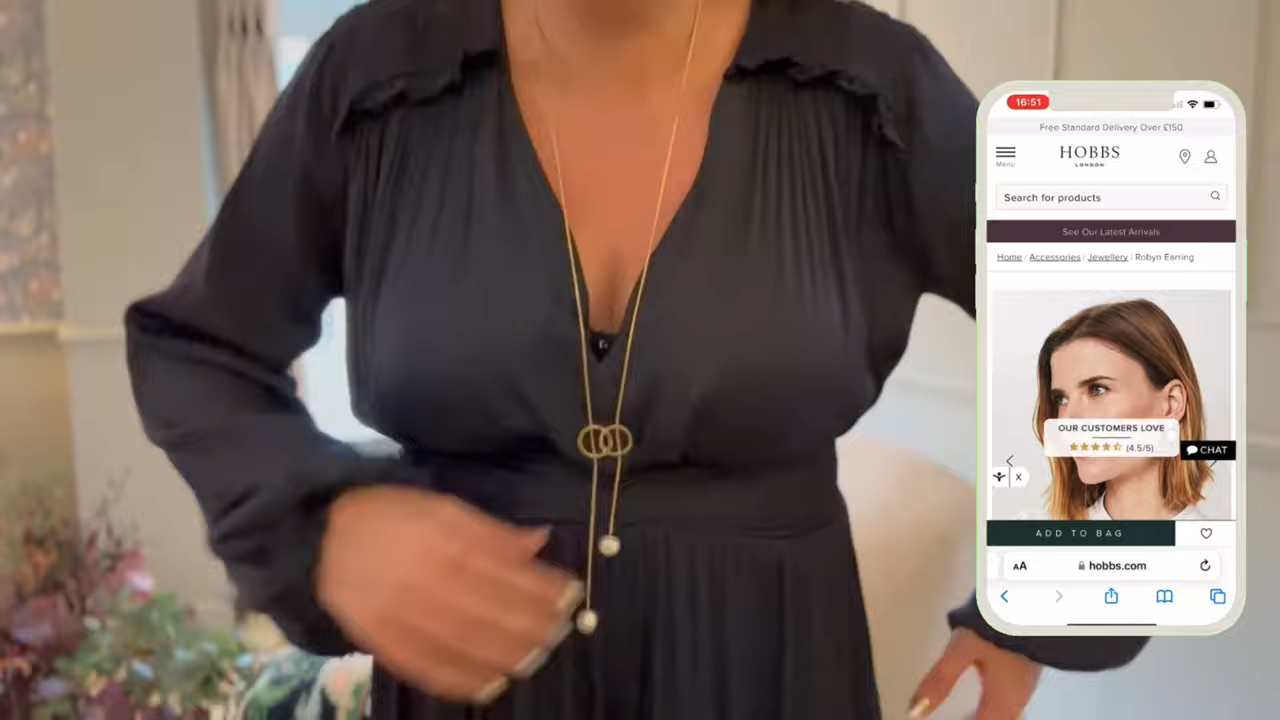 16:51
Free Standard Delivery Over £150
Menu
HOBBS
LONDON
Search for products
See Our Latest Arrivals
Home / Accessories / Jewellery / Robyn Earring
OUR CUSTOMERS LOVE
(4.5/5)
CHAT
X
ADD TO BAG
AA
hobbs.com